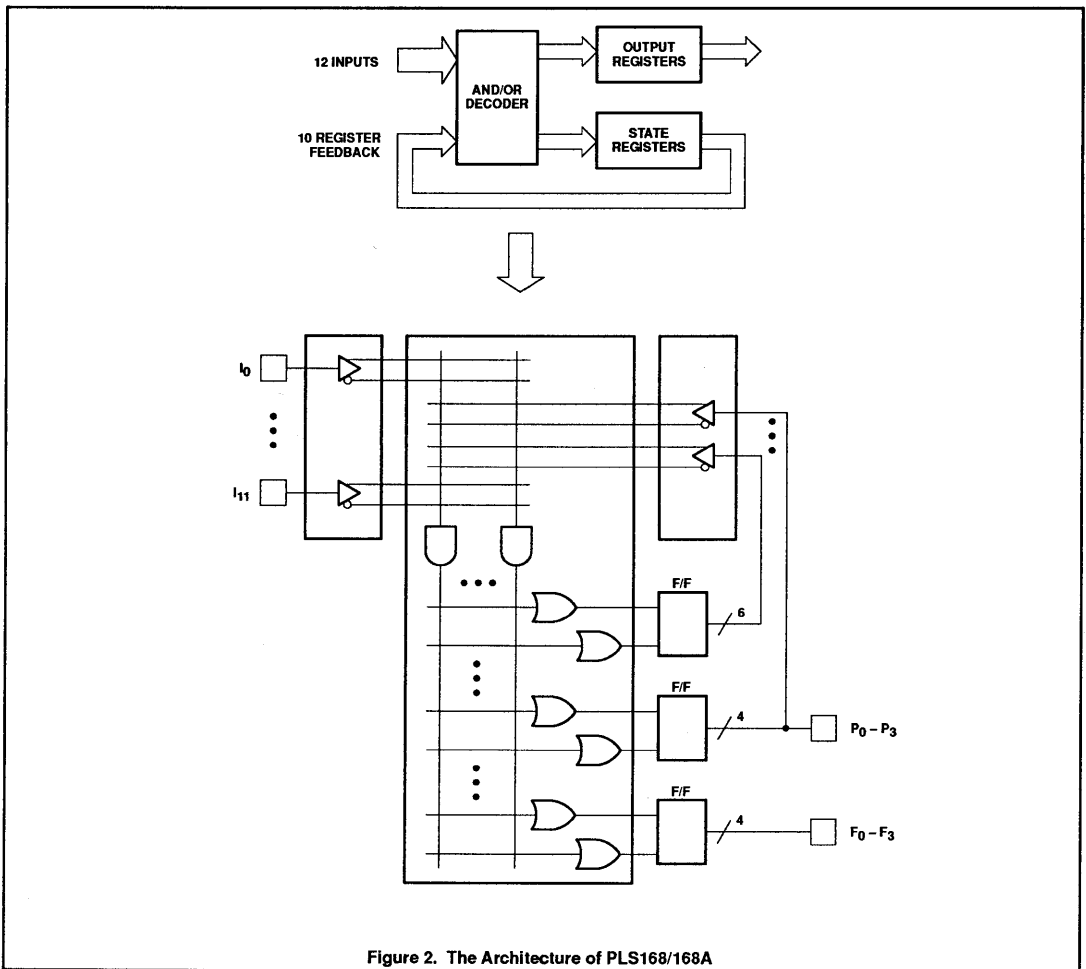 12 INPUTS
AND/OR
DECODER
OUTPUT
REGISTERS
10 REGISTER
FEEDBACK
STATE
REGISTERS
I0
I11
F/F
6
F/F
4
P0 – P3
F/F
4
F0 – F3
Figure 2. The Architecture of PLS168/168A